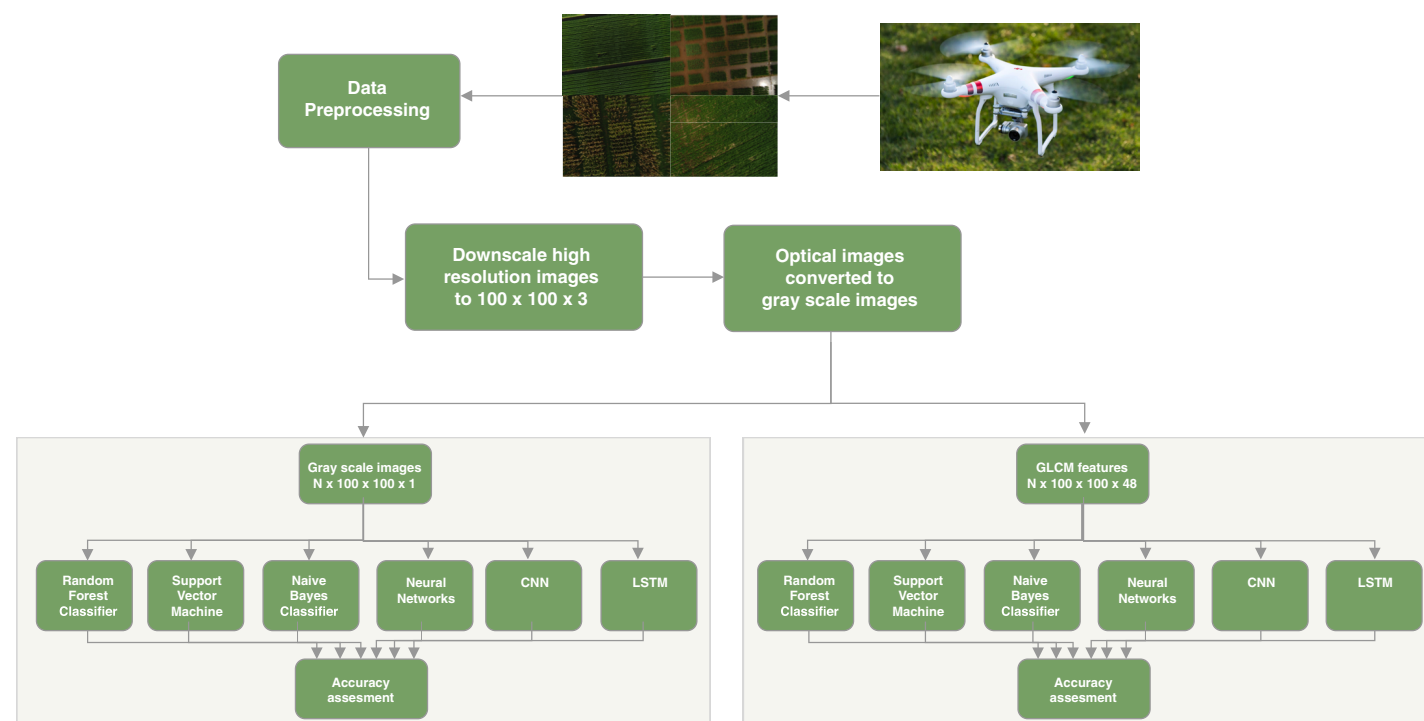 Data
Preprocessing
Downscale high
resolution images
to 100 x 100 x 3
Optical images
converted to
gray scale images
Gray scale images
N x 100 x 100 x 1
Random
Forest
Classifier
Support
Vector
Machine
Naive
Bayes
Classifier
Neural
Networks
CNN
LSTM
Accuracy
assesment
GLCM features
N x 100 x 100 x 48
Random
Forest
Classifier
Support
Vector
Machine
Naive
Bayes
Classifier
Neural
Networks
CNN
LSTM
Accuracy
assesment